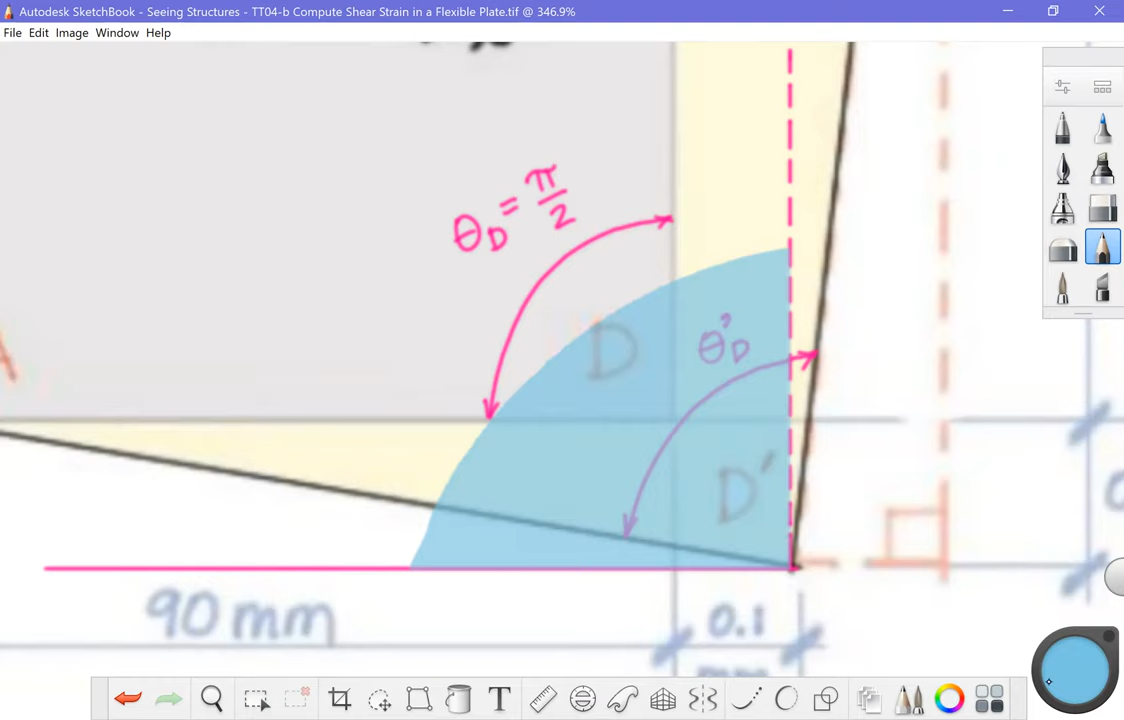 Autodesk SketchBook - Seeing Structures - TT04-b Compute Shear Strain in a Flexible Plate.tif @ 346.9%
File Edit Image Window Help
θD = π/2
D
θ'D
D'
90 mm
0.1
T